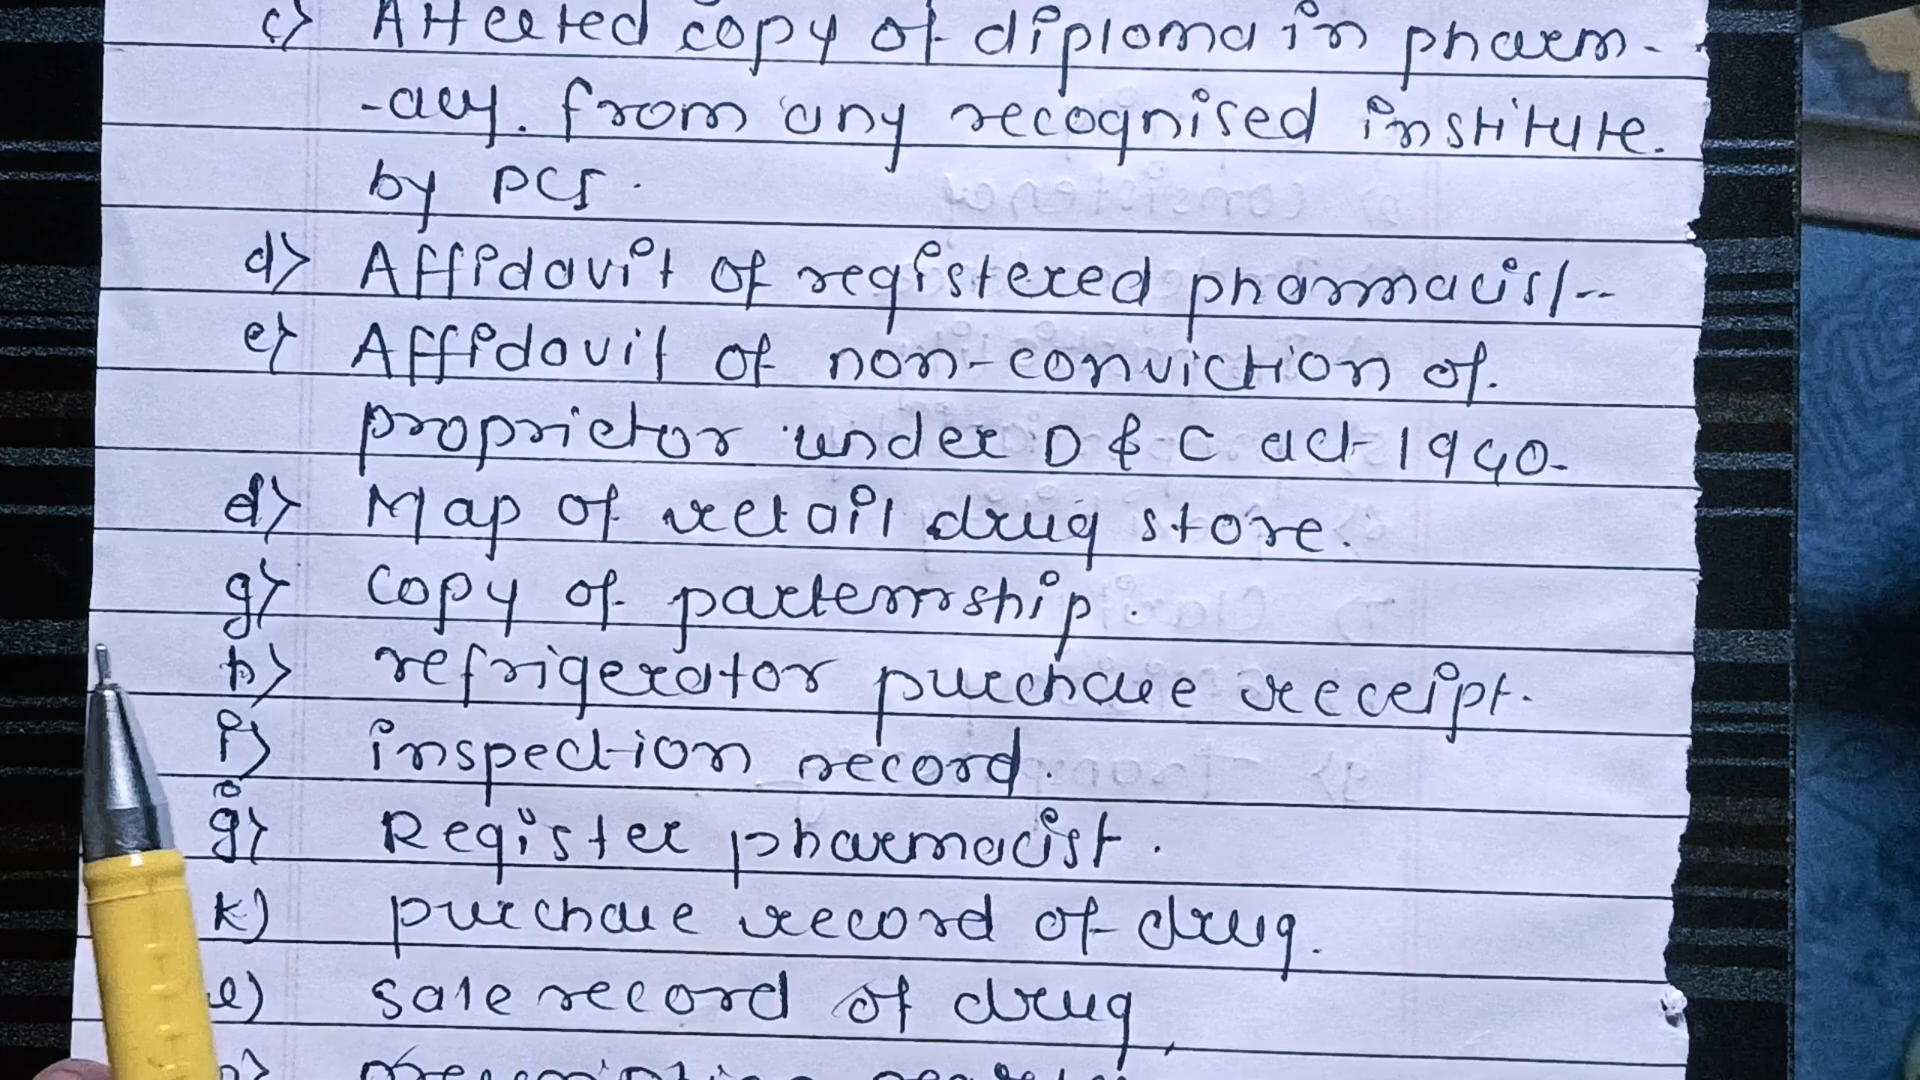 c) Atteeted copy of diploma in pharm-
-acy. from any recognised institute.
by PCI.
d) Affidavit of registered pharmacist--
e) Affidavit of non-conviction of.
proprietor under D & C act 1940-
d) Map of retail drug store.
g) copy of partemrship.
h) refrigerator purchase receipt.
i) inspection record.
j) Register pharmacist.
k) purchase record of drug.
l) sale record of drug